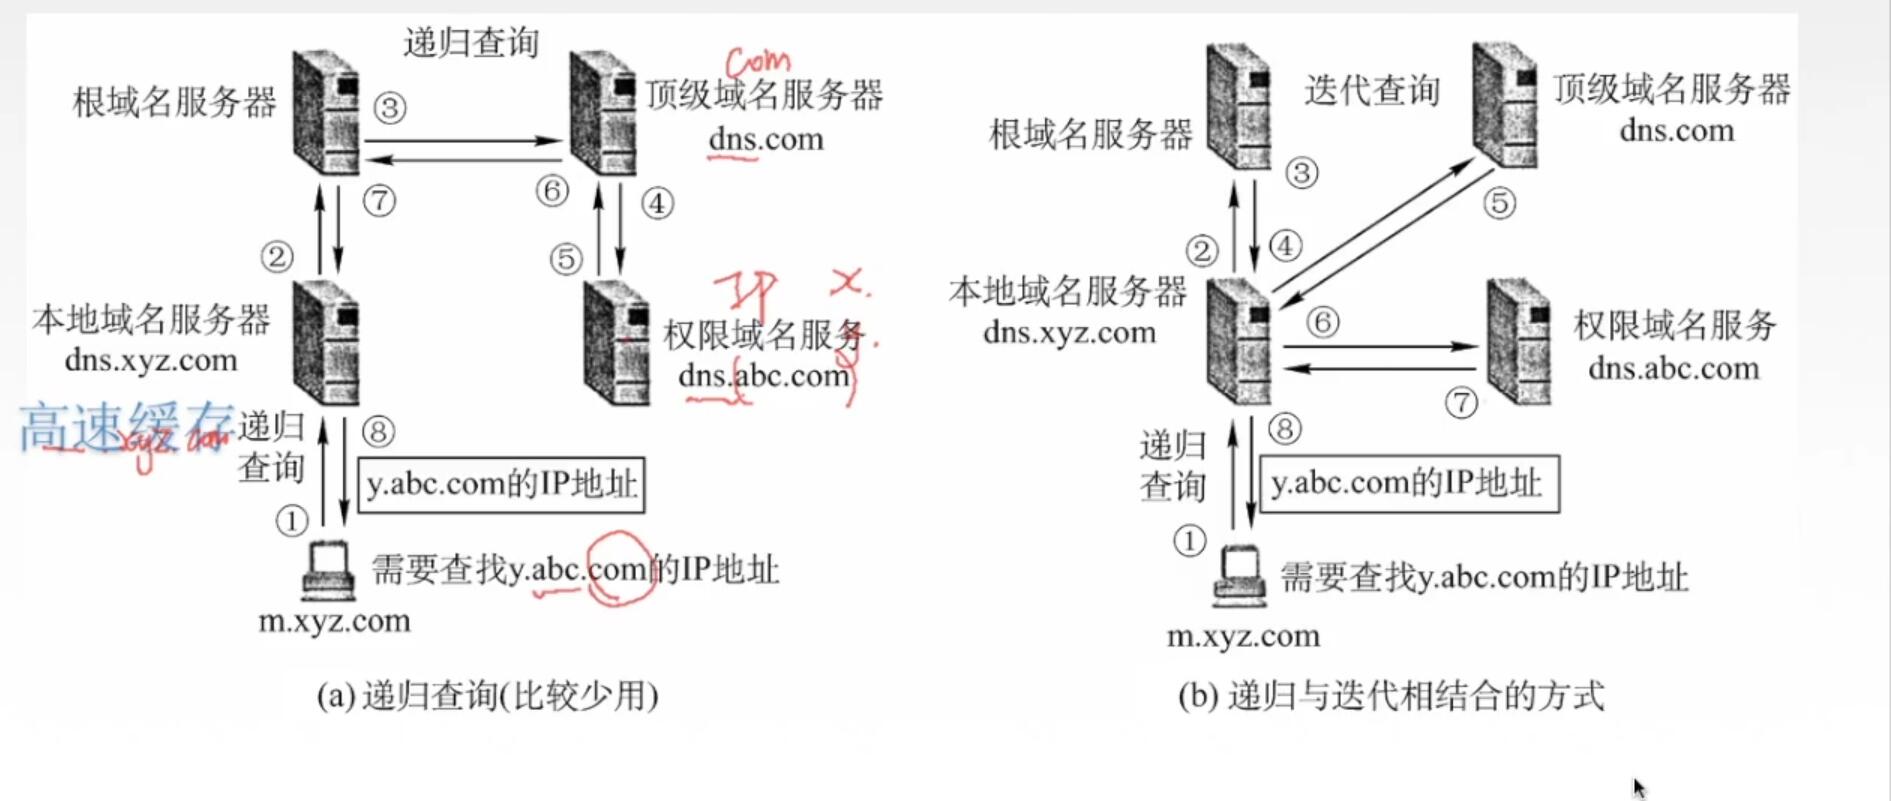 递归查询
com
根域名服务器
③
顶级域名服务器
dns.com
⑦
⑥
④
②
⑤
IP
x.
本地域名服务器
dns.xyz.com
权限域名服务
dns.abc.com
高速缓存
xyz.com
递归
查询
⑧
y.abc.com的IP地址
①
需要查找y.abc.com的IP地址
m.xyz.com
(a) 递归查询(比较少用)
迭代查询
根域名服务器
顶级域名服务器
dns.com
③
⑤
②
④
本地域名服务器
dns.xyz.com
⑥
权限域名服务
dns.abc.com
⑦
递归
查询
⑧
y.abc.com的IP地址
①
需要查找y.abc.com的IP地址
m.xyz.com
(b) 递归与迭代相结合的方式